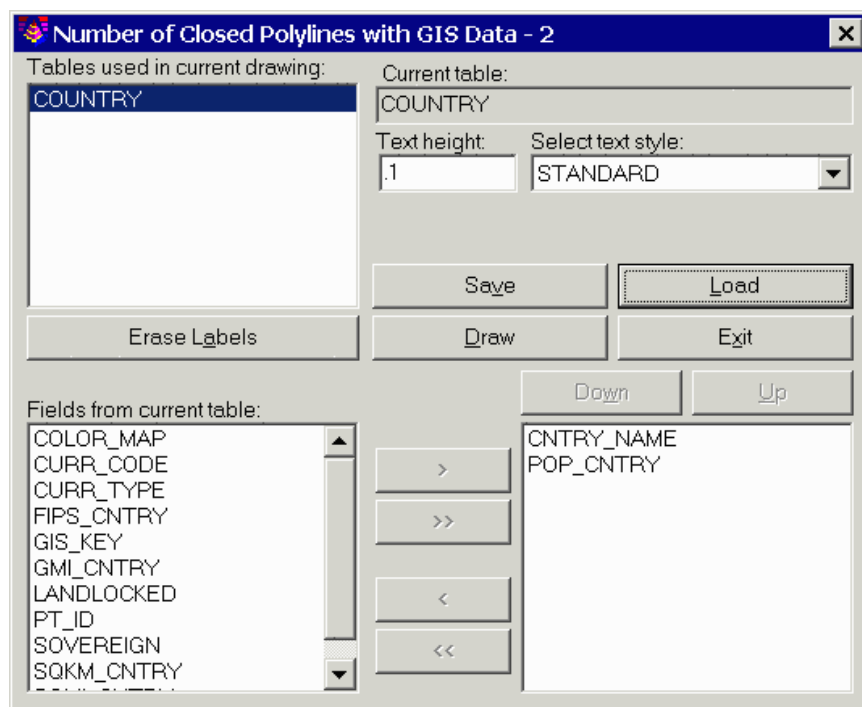 Number of Closed Polylines with GIS Data - 2
Tables used in current drawing:
COUNTRY
Current table:
COUNTRY
Text height:
Select text style:
.1
STANDARD
Save
Load
Erase Labels
Draw
Exit
Down
Up
Fields from current table:
COLOR_MAP
CURR_CODE
CURR_TYPE
FIPS_CNTRY
GIS_KEY
GMI_CNTRY
LANDLOCKED
PT_ID
SOVEREIGN
SQKM_CNTRY
>
>>
<
<<
CNTRY_NAME
POP_CNTRY